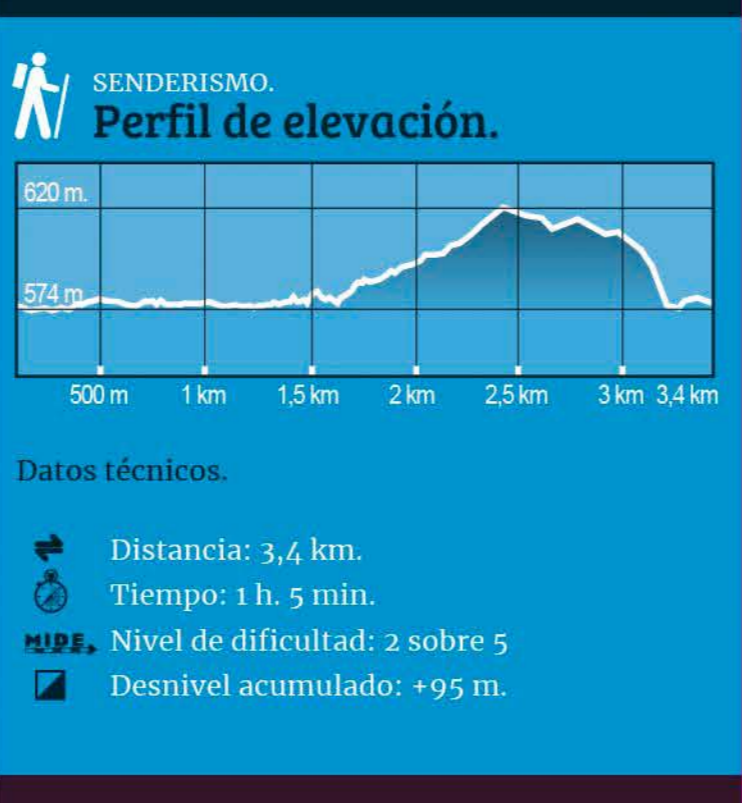 SENDERISMO.
Perfil de elevación.
620 m.
574 m
500 m 1 km 1,5 km 2 km 2,5 km 3 km 3,4 km
Datos técnicos.
Distancia: 3,4 km.
Tiempo: 1 h. 5 min.
MIDE Nivel de dificultad: 2 sobre 5
Desnivel acumulado: +95 m.